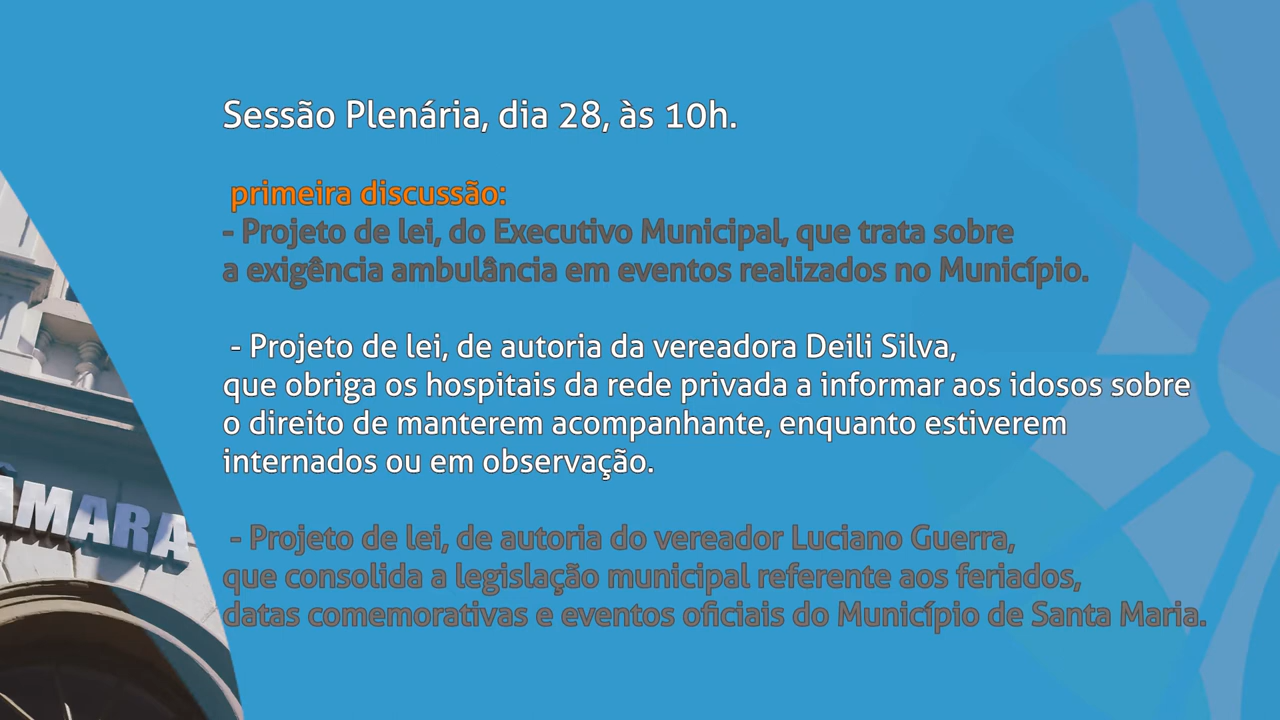 Sessão Plenária, dia 28, às 10h.
primeira discussão:
- Projeto de lei, do Executivo Municipal, que trata sobre
a exigência ambulância em eventos realizados no Município.
- Projeto de lei, de autoria da vereadora Deili Silva,
que obriga os hospitais da rede privada a informar aos idosos sobre
o direito de manterem acompanhante, enquanto estiverem
internados ou em observação.
- Projeto de lei, de autoria do vereador Luciano Guerra,
que consolida a legislação municipal referente aos feriados,
datas comemorativas e eventos oficiais do Município de Santa Maria.
CÂMARA